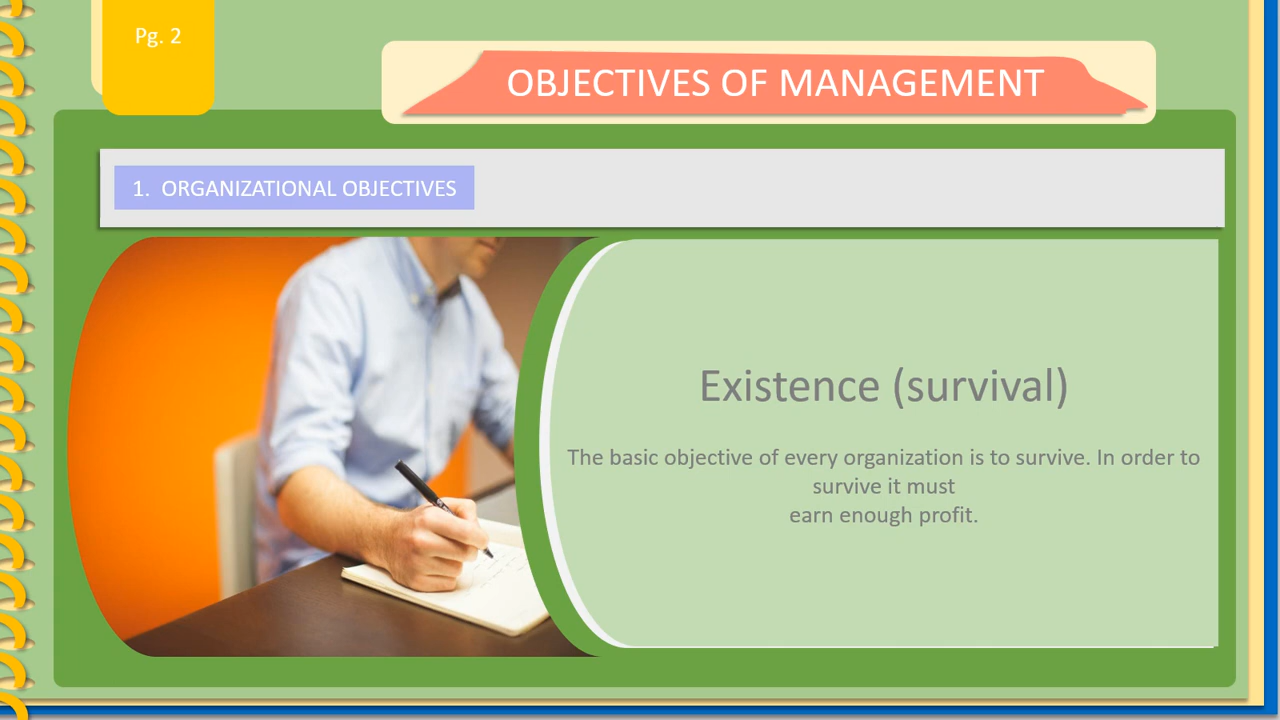 Pg. 2
OBJECTIVES OF MANAGEMENT
1. ORGANIZATIONAL OBJECTIVES
Existence (survival)
The basic objective of every organization is to survive. In order to
survive it must
earn enough profit.